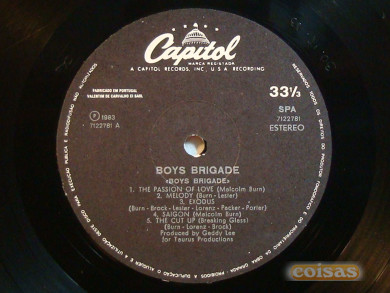 Capitol
MARCA REGISTADA
A CAPITOL RECORDS, INC., U.S.A. RECORDING
FABRICADO EM PORTUGAL
VALENTIM DE CARVALHO CI SARL
33⅓
SPA
7122781
ESTEREO
Ⓟ 1983
7122781 A
BOYS BRIGADE
»BOYS BRIGADE«
1. THE PASSION OF LOVE (Malcolm Burn)
2. MELODY (Burn - Lester)
3. EXODUS
(Burn - Brock - Lester - Lorenz - Packer - Porter)
4. SAIGON (Malcolm Burn)
5. THE CUT UP (Breaking Glass)
(Burn - Lorenz - Brock)
Produced by Geddy Lee
for Taurus Productions
coisas